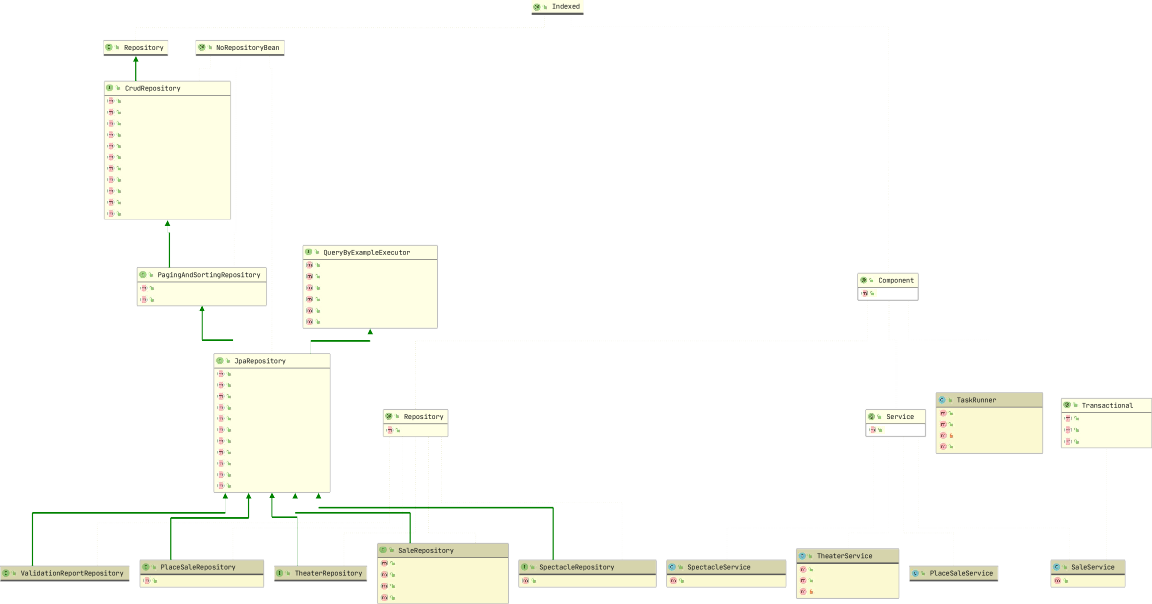 Indexed
Repository
NoRepositoryBean
CrudRepository
QueryByExampleExecutor
PagingAndSortingRepository
Component
JpaRepository
TaskRunner
Transactional
Repository
Service
SaleRepository
TheaterService
ValidationReportRepository
PlaceSaleRepository
TheaterRepository
SpectacleRepository
SpectacleService
PlaceSaleService
SaleService